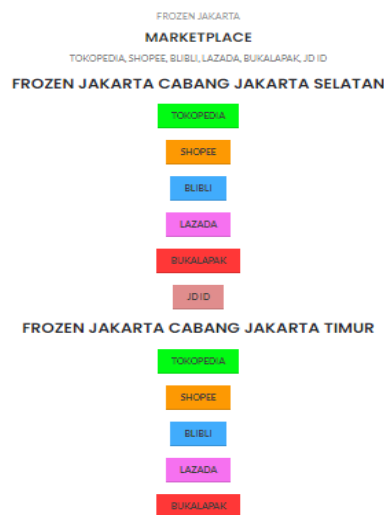 FROZEN JAKARTA
MARKETPLACE
TOKOPEDIA, SHOPEE, BLIBLI, LAZADA, BUKALAPAK, JD ID
FROZEN JAKARTA CABANG JAKARTA SELATAN
TOKOPEDIA
SHOPEE
BLIBLI
LAZADA
BUKALAPAK
JD ID
FROZEN JAKARTA CABANG JAKARTA TIMUR
TOKOPEDIA
SHOPEE
BLIBLI
LAZADA
BUKALAPAK